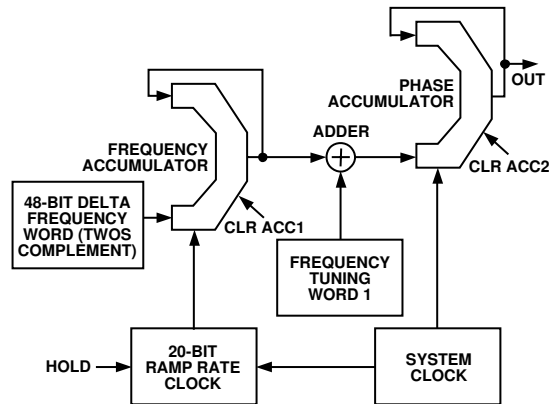 PHASE
ACCUMULATOR
OUT
FREQUENCY
ACCUMULATOR
ADDER
CLR ACC2
48-BIT DELTA
FREQUENCY
WORD (TWOS
COMPLEMENT)
CLR ACC1
FREQUENCY
TUNING
WORD 1
HOLD
20-BIT
RAMP RATE
CLOCK
SYSTEM
CLOCK